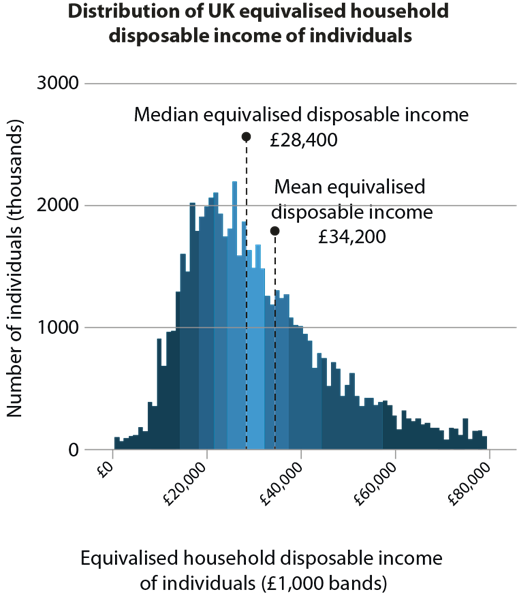 Distribution of UK equivalised household
disposable income of individuals
3000
Median equivalised disposable income
£28,400
Mean equivalised
disposable income
£34,200
2000
1000
0
Number of individuals (thousands)
£0
£20,000
£40,000
£60,000
£80,000
Equivalised household disposable income
of individuals (£1,000 bands)